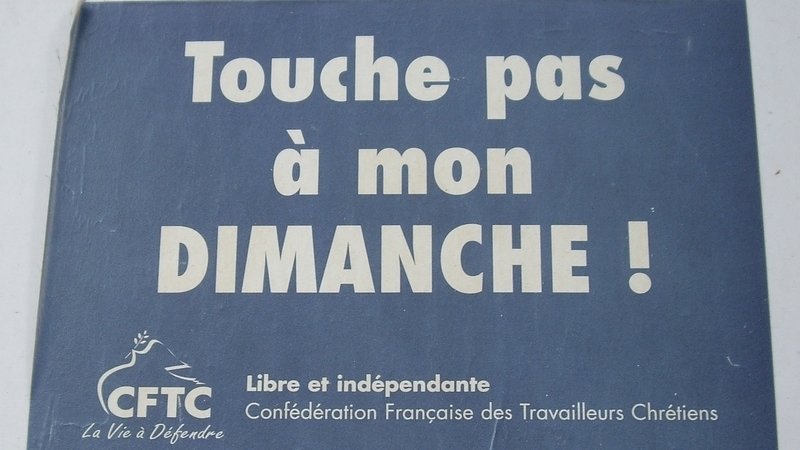 Touche pas
à mon
DIMANCHE !
CFTC
La Vie à Défendre
Libre et indépendante
Confédération Française des Travailleurs Chrétiens